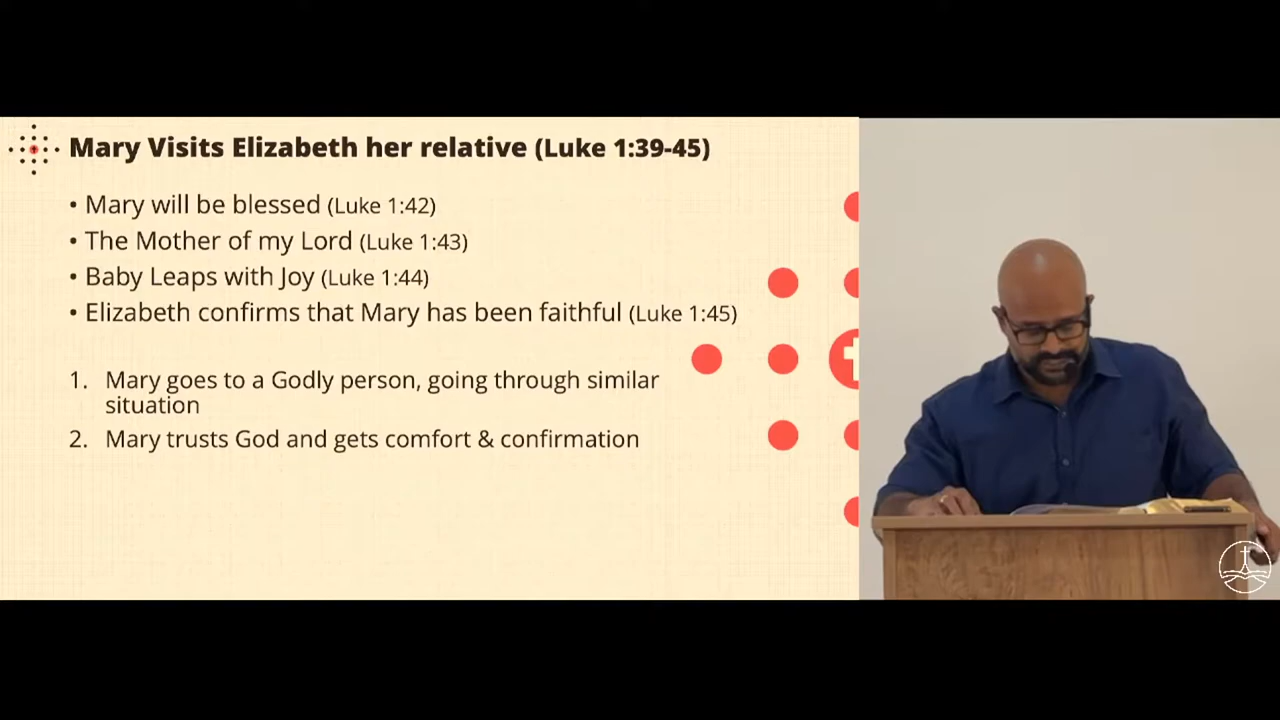 Mary Visits Elizabeth her relative (Luke 1:39-45)
• Mary will be blessed (Luke 1:42)
• The Mother of my Lord (Luke 1:43)
• Baby Leaps with Joy (Luke 1:44)
• Elizabeth confirms that Mary has been faithful (Luke 1:45)
1. Mary goes to a Godly person, going through similar
situation
2. Mary trusts God and gets comfort & confirmation